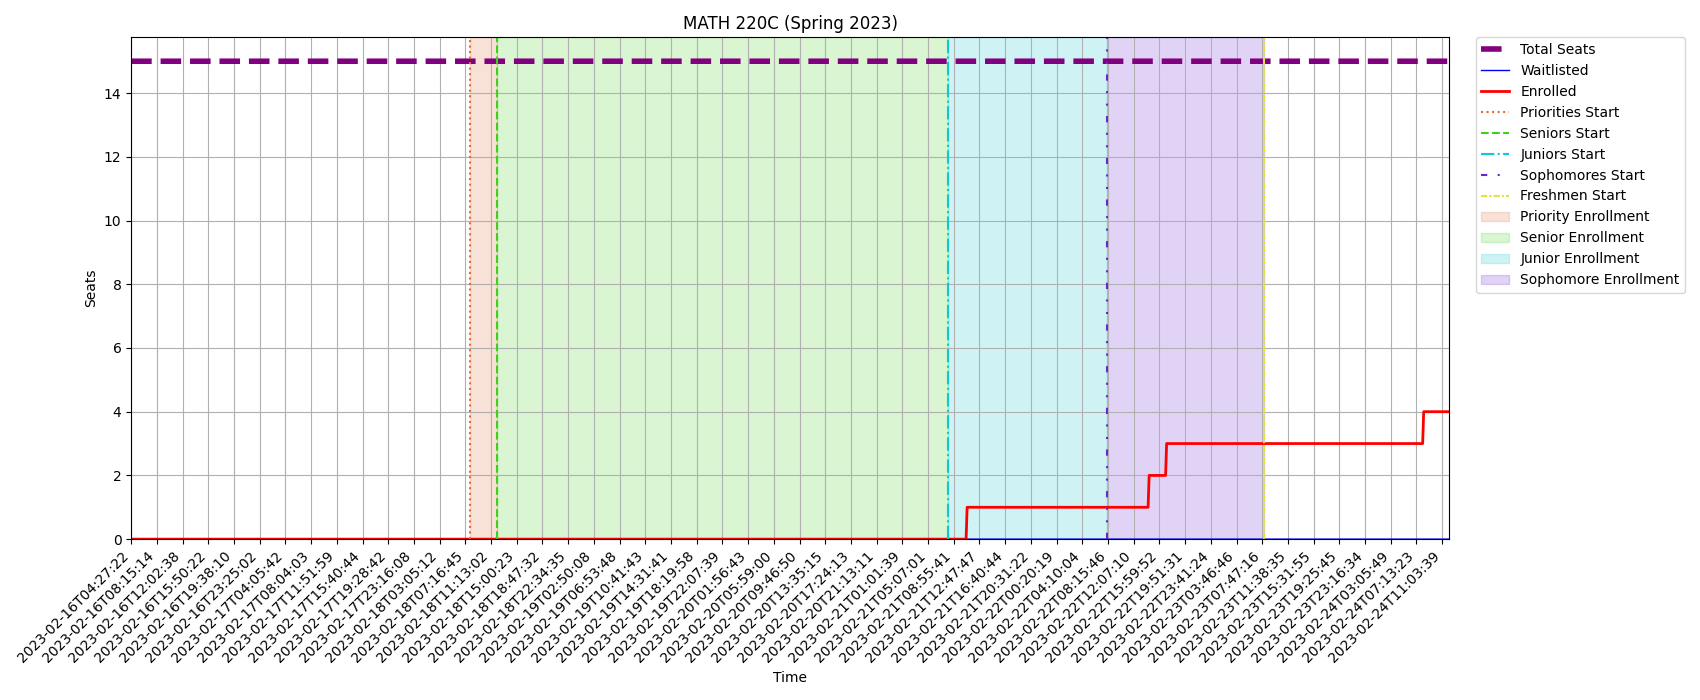 MATH 220C (Spring 2023)
Total Seats
Waitlisted
Enrolled
Priorities Start
Seniors Start
Juniors Start
Sophomores Start
Freshmen Start
Priority Enrollment
Senior Enrollment
Junior Enrollment
Sophomore Enrollment
Seats
14
12
10
8
6
4
2
0
2023-02-16T04:27:22
2023-02-16T08:15:14
2023-02-16T12:02:38
2023-02-16T15:50:22
2023-02-16T19:38:10
2023-02-16T23:25:02
2023-02-17T04:05:42
2023-02-17T08:04:03
2023-02-17T11:51:59
2023-02-17T15:40:44
2023-02-17T19:28:42
2023-02-17T23:16:08
2023-02-18T03:05:12
2023-02-18T07:16:45
2023-02-18T11:13:02
2023-02-18T15:00:23
2023-02-18T18:47:32
2023-02-18T22:34:35
2023-02-19T02:50:08
2023-02-19T06:53:48
2023-02-19T10:41:43
2023-02-19T14:31:41
2023-02-19T18:19:58
2023-02-19T22:07:39
2023-02-20T01:56:43
2023-02-20T05:59:00
2023-02-20T09:46:50
2023-02-20T13:35:15
2023-02-20T17:24:13
2023-02-20T21:13:11
2023-02-21T01:01:39
2023-02-21T05:07:01
2023-02-21T08:55:41
2023-02-21T12:47:47
2023-02-21T16:40:44
2023-02-21T20:31:22
2023-02-22T00:20:19
2023-02-22T04:10:04
2023-02-22T08:15:46
2023-02-22T12:07:10
2023-02-22T15:59:52
2023-02-22T19:51:31
2023-02-22T23:41:24
2023-02-23T03:46:46
2023-02-23T07:47:16
2023-02-23T11:38:35
2023-02-23T15:31:55
2023-02-23T19:25:45
2023-02-23T23:16:34
2023-02-24T03:05:49
2023-02-24T07:13:23
2023-02-24T11:03:39
Time